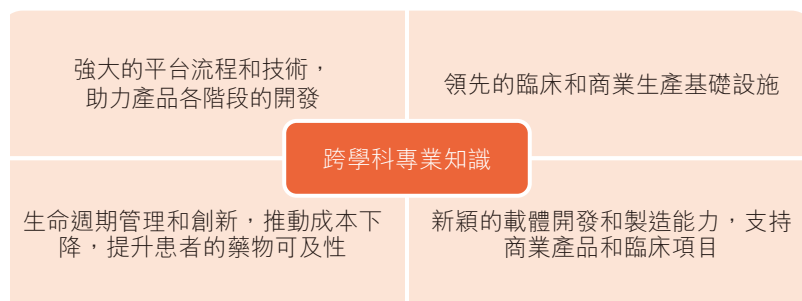 強大的平台流程和技術，
助力產品各階段的開發
領先的臨床和商業生產基礎設施
跨學科專業知識
生命週期管理和創新，推動成本下
降，提升患者的藥物可及性
新穎的載體開發和製造能力，支持
商業產品和臨床項目